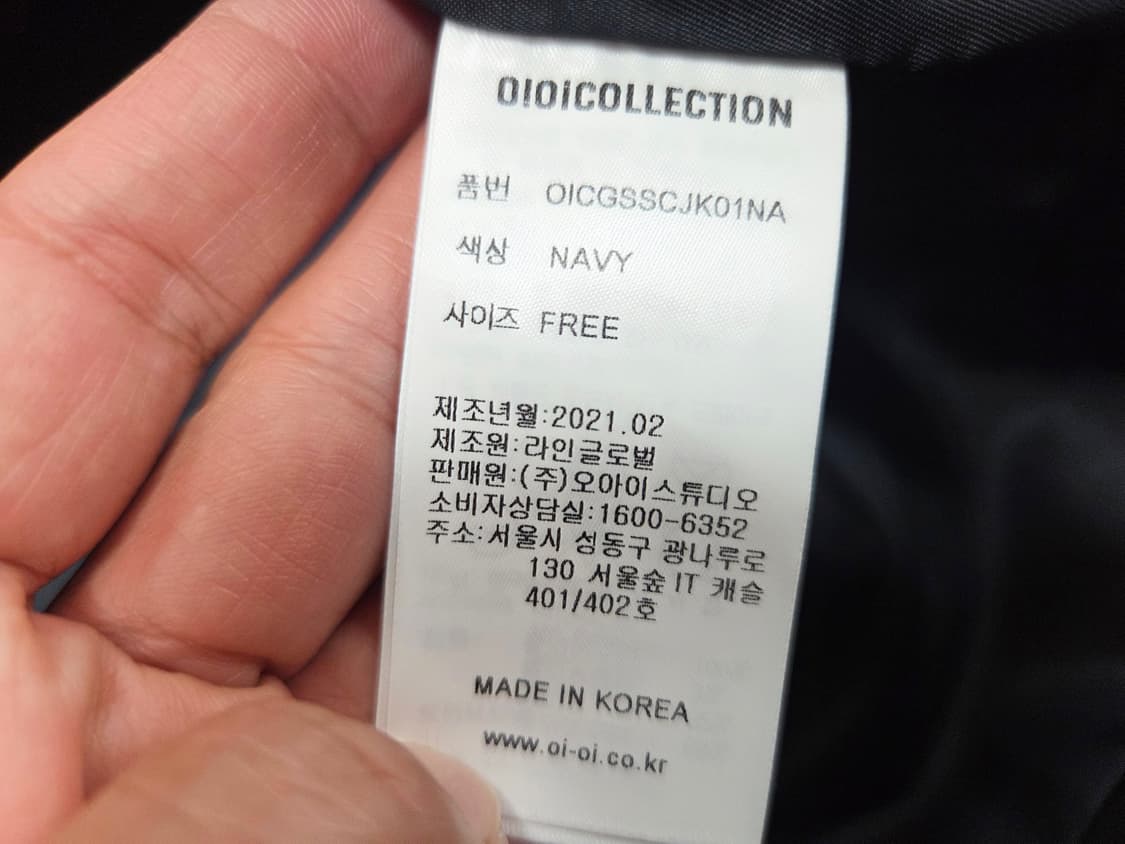 OIOICOLLECTION
품번 OICGSSCJK01NA
색상 NAVY
사이즈 FREE
제조년월:2021.02
제조원:라인글로벌
판매원:(주)오아이스튜디오
소비자상담실:1600-6352
주소:서울시 성동구 광나루로
130 서울숲 IT 캐슬
401/402호
MADE IN KOREA
www.oi-oi.co.kr